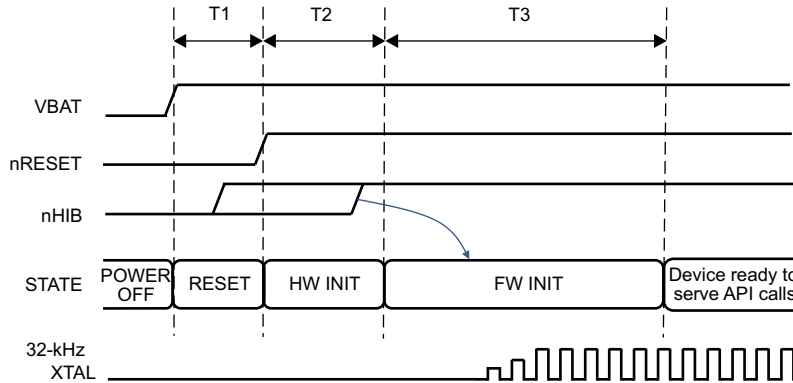 T1 T2 T3
VBAT
nRESET
nHIB
STATE
POWER
OFF
RESET
HW INIT
FW INIT
Device ready to
serve API calls
32-kHz
XTAL